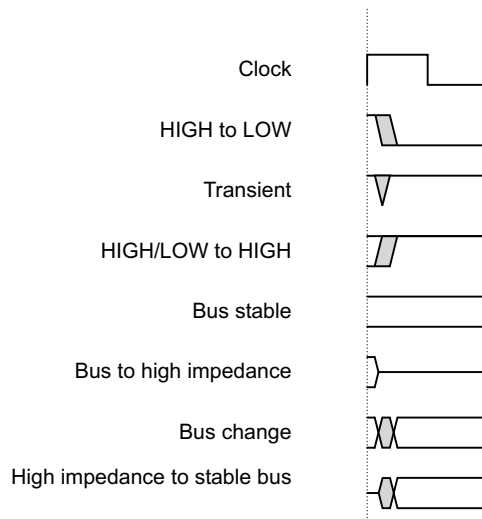 Clock
HIGH to LOW
Transient
HIGH/LOW to HIGH
Bus stable
Bus to high impedance
Bus change
High impedance to stable bus